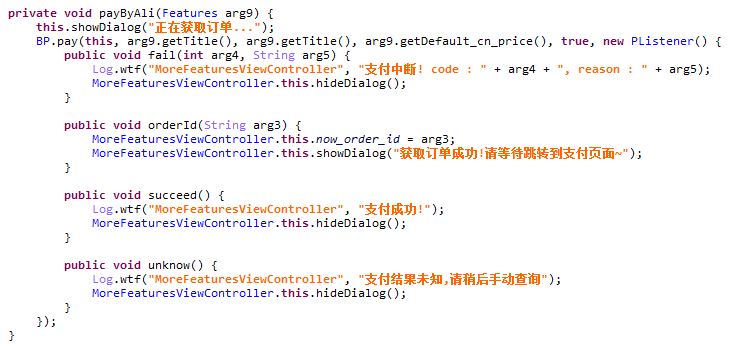 private void payByAli(Features arg9) {
    this.showDialog("正在获取订单...");
    BP.pay(this, arg9.getTitle(), arg9.getTitle(), arg9.getDefault_cn_price(), true, new PListener() {
        public void fail(int arg4, String arg5) {
            Log.wtf("MoreFeaturesViewController", "支付中断! code : " + arg4 + ", reason : " + arg5);
            MoreFeaturesViewController.this.hideDialog();
        }

        public void orderId(String arg3) {
            MoreFeaturesViewController.this.now_order_id = arg3;
            MoreFeaturesViewController.this.showDialog("获取订单成功!请等待跳转到支付页面~");
        }

        public void succeed() {
            Log.wtf("MoreFeaturesViewController", "支付成功!");
            MoreFeaturesViewController.this.hideDialog();
        }

        public void unknow() {
            Log.wtf("MoreFeaturesViewController", "支付结果未知,请稍后手动查询");
            MoreFeaturesViewController.this.hideDialog();
        }
    });
}